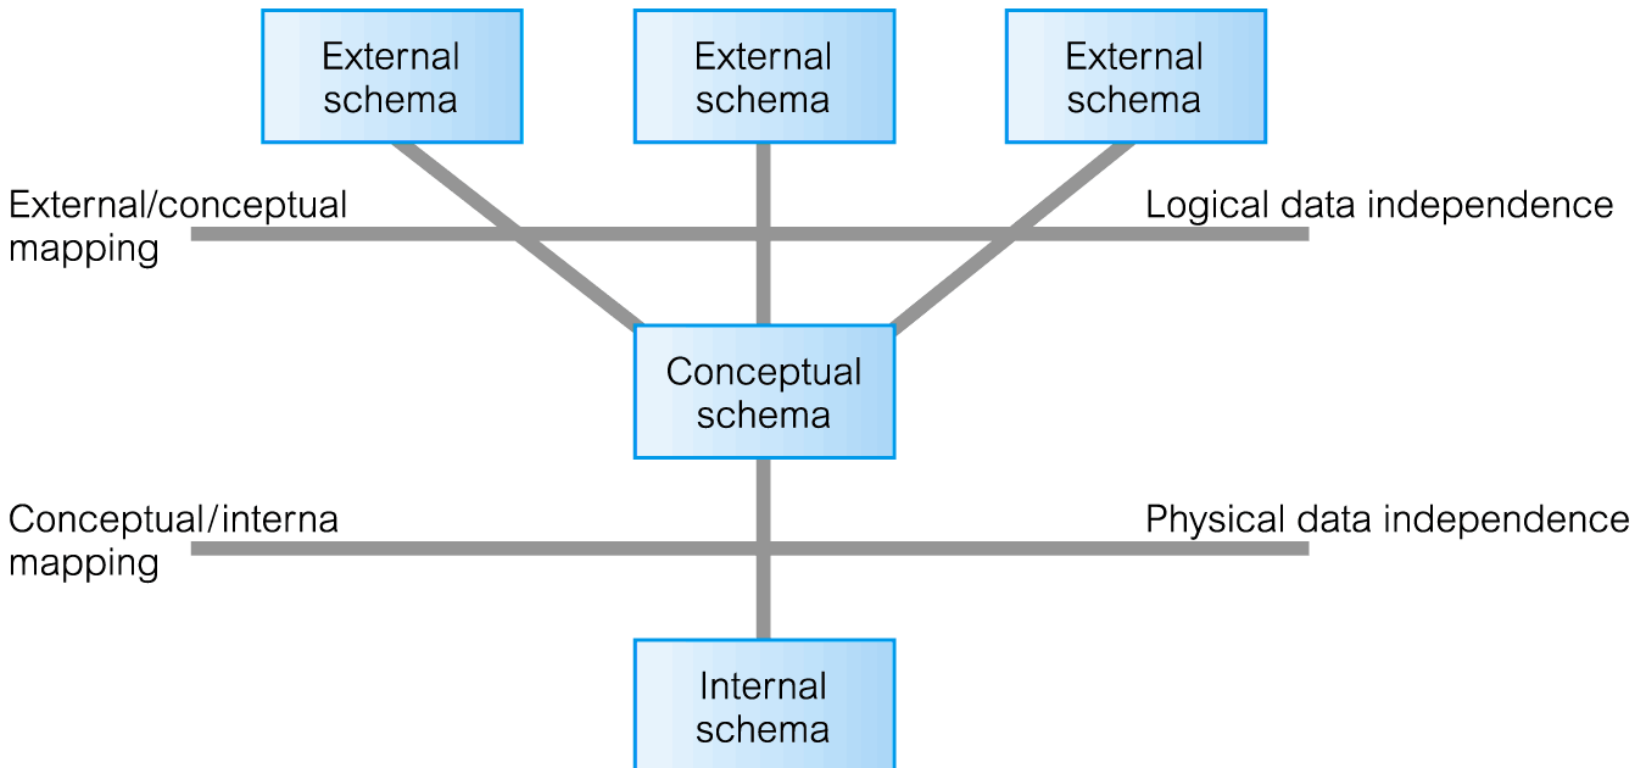 External
schema
External
schema
External
schema
External/conceptual
mapping
Logical data independence
Conceptual
schema
Conceptual/interna
mapping
Physical data independence
Internal
schema